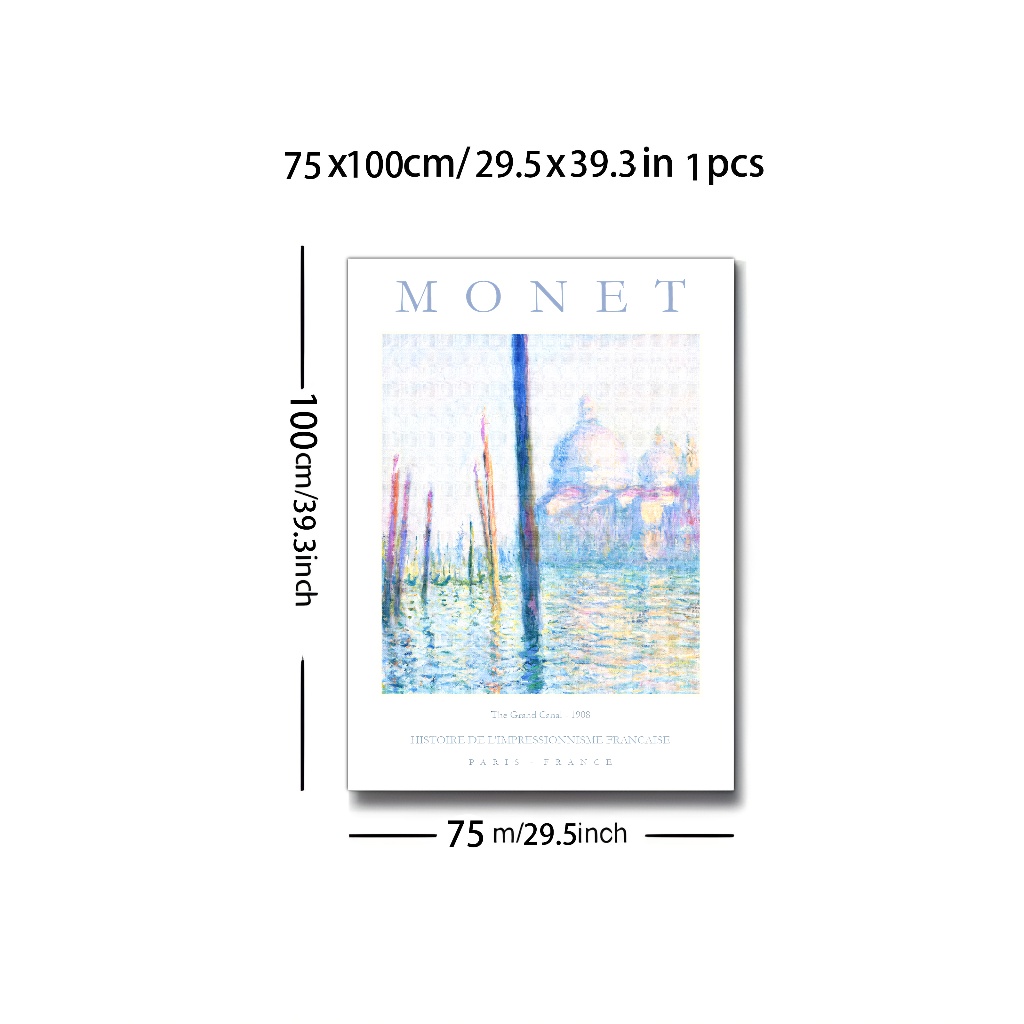 75x100cm/ 29.5x39.3in 1pcs
MONET
100cm/39.3inch
The Grand Canal - 1908
HISTOIRE DE L'IMPRESSIONNISME FRANCAISE
PARIS - FRANCE
75 m/29.5inch